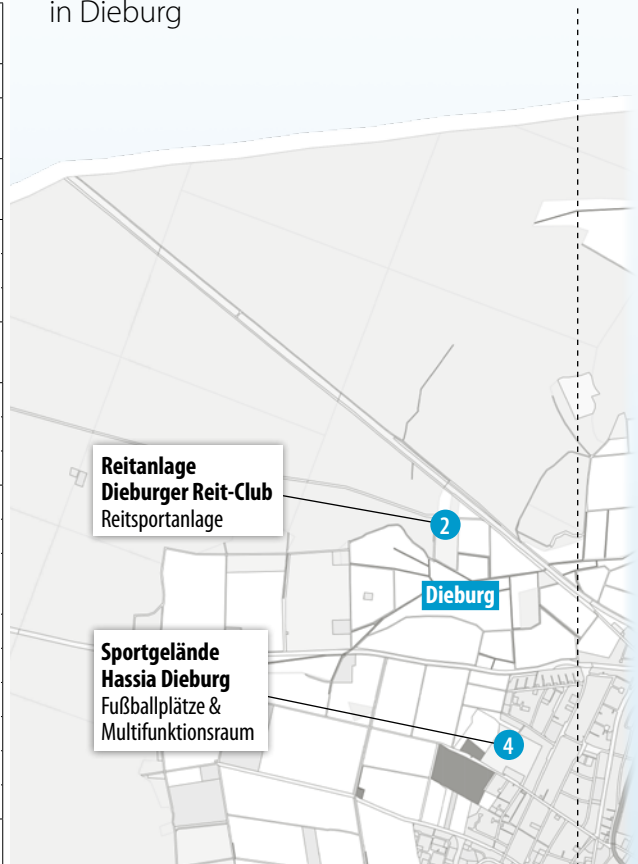 in Dieburg
Reitanlage
Dieburger Reit-Club
Reitsportanlage
2
Dieburg
Sportgelände
Hassia Dieburg
Fußballplätze &
Multifunktionsraum
4